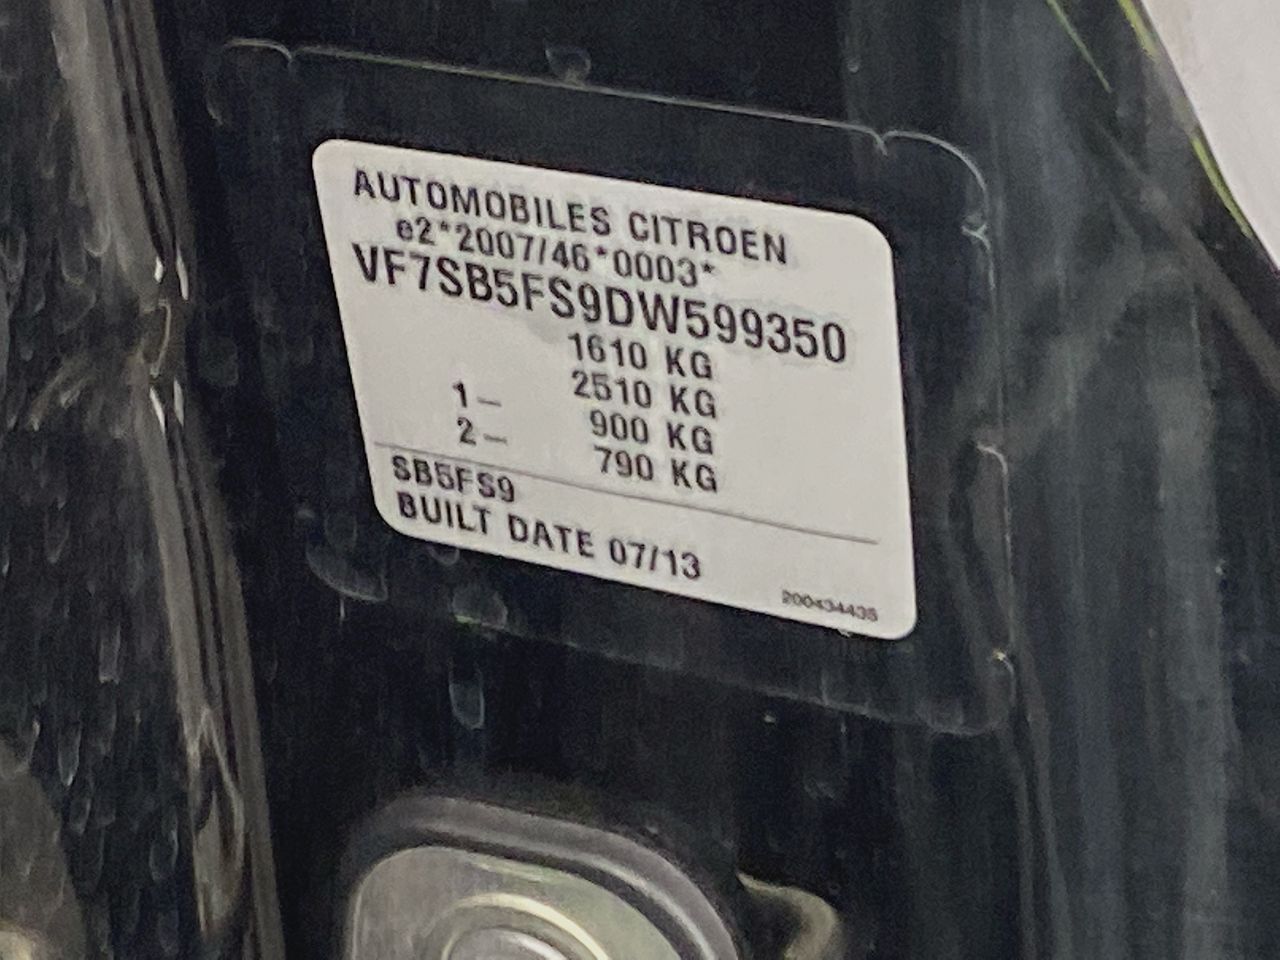 AUTOMOBILES CITROEN
e2*2007/46*0003*
VF7SB5FS9DW599350
1610 KG
2510 KG
1- 900 KG
2- 790 KG
SB5FS9
BUILT DATE 07/13
200434435